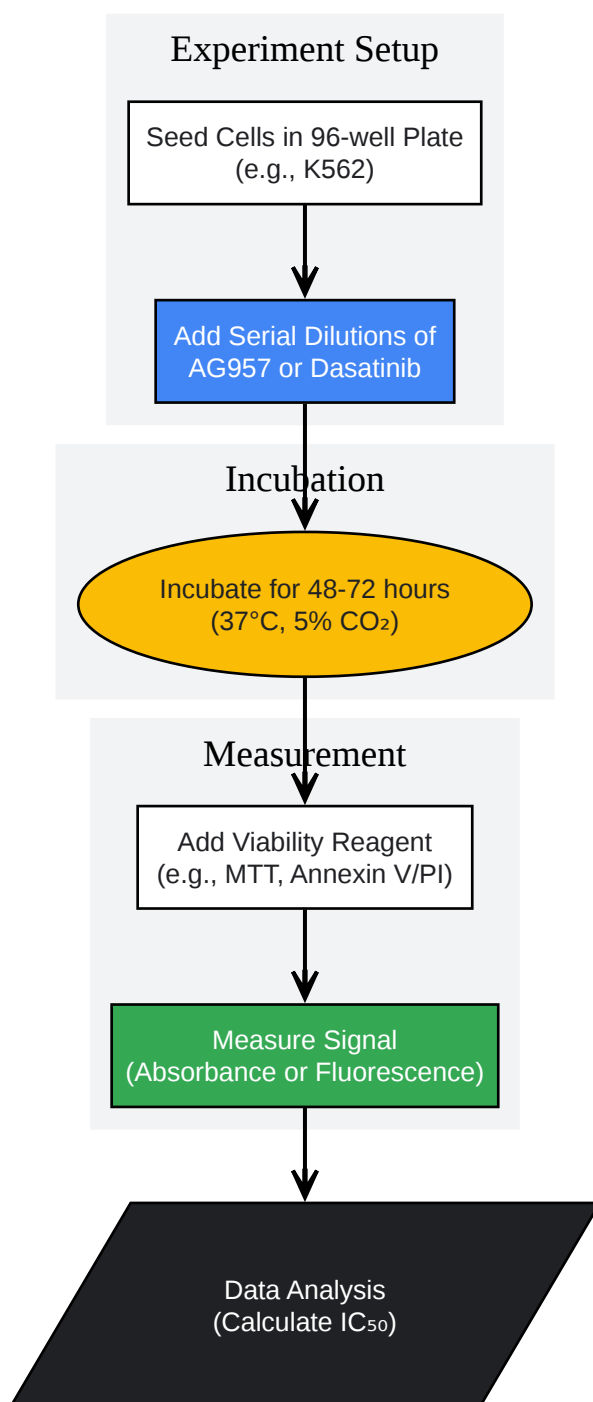 Experiment Setup
Seed Cells in 96-well Plate
(e.g., K562)
Add Serial Dilutions of
AG957 or Dasatinib
Incubation
Incubate for 48-72 hours
(37°C, 5% CO₂)
Measurement
Add Viability Reagent
(e.g., MTT, Annexin V/PI)
Measure Signal
(Absorbance or Fluorescence)
Data Analysis
(Calculate IC₅₀)